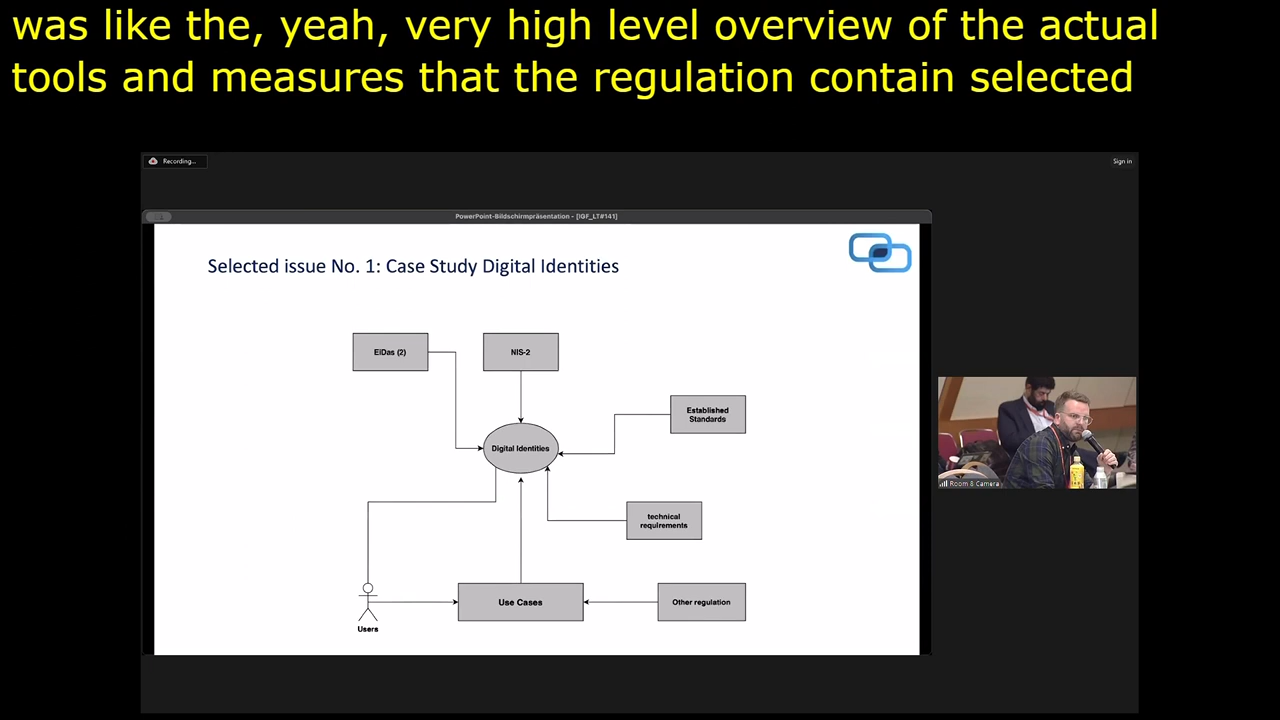 was like the, yeah, very high level overview of the actual
tools and measures that the regulation contain selected
Recording...
Sign in
PowerPoint-Bildschirmpräsentation - [IGF_LT#141]
Selected issue No. 1: Case Study Digital Identities
EiDas (2)
NIS-2
Established
Standards
Digital Identities
technical
requirements
Use Cases
Other regulation
Users
Room 8 Camera